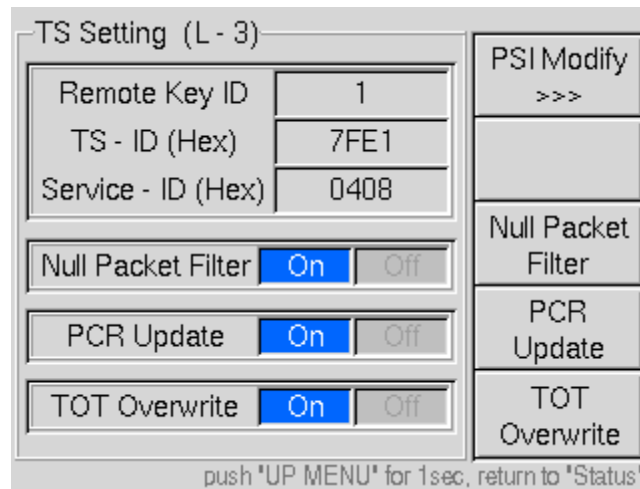 TS Setting (L - 3)
Remote Key ID 1
TS - ID (Hex) 7FE1
Service - ID (Hex) 0408
Null Packet Filter On Off
PCR Update On Off
TOT Overwrite On Off
PSI Modify
>>>
Null Packet
Filter
PCR
Update
TOT
Overwrite
push "UP MENU" for 1sec, return to "Status"